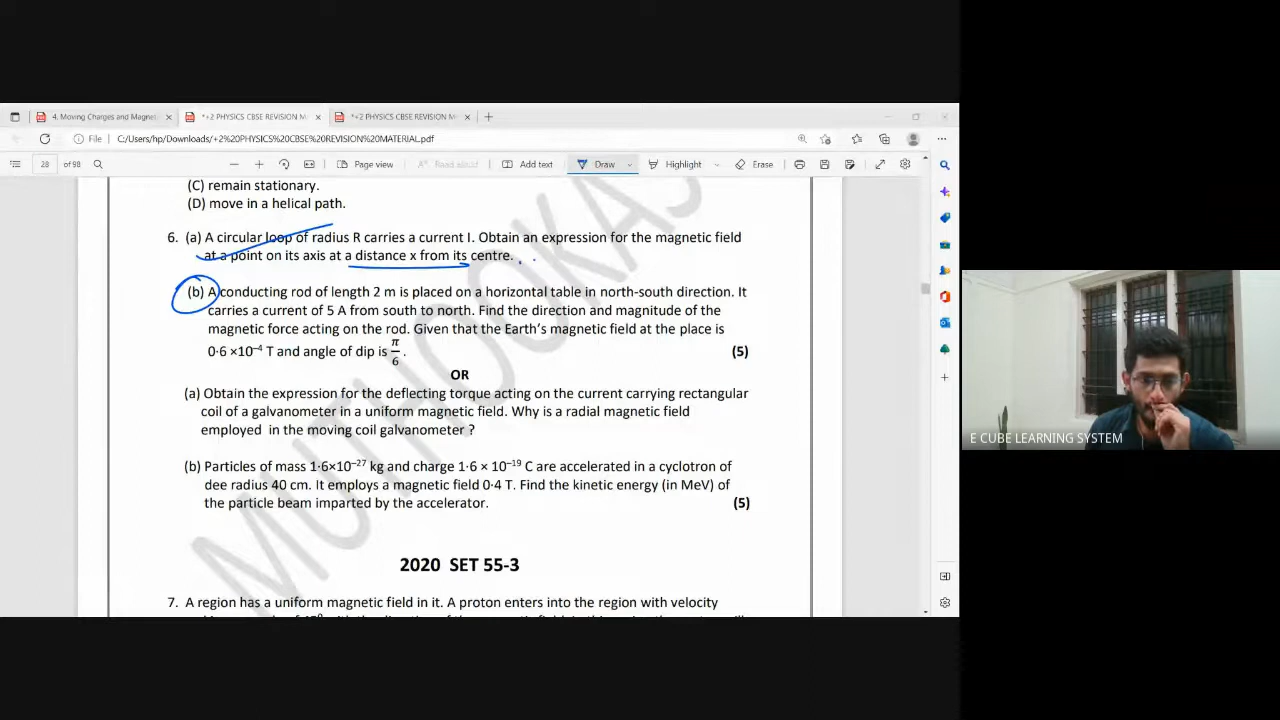 4. Moving Charges and Magnet
*+2 PHYSICS CBSE REVISION M
*+2 PHYSICS CBSE REVISION M
File
C:/Users/hp/Downloads/+2%20PHYSICS%20CBSE%20REVISION%20MATERIAL.pdf
28 of 98
Page view
Read aloud
Add text
Draw
Highlight
Erase
(C) remain stationary.
(D) move in a helical path.
6. (a) A circular loop of radius R carries a current I. Obtain an expression for the magnetic field
at a point on its axis at a distance x from its centre.
(b) A conducting rod of length 2 m is placed on a horizontal table in north-south direction. It
carries a current of 5 A from south to north. Find the direction and magnitude of the
magnetic force acting on the rod. Given that the Earth's magnetic field at the place is
0·6 ×10⁻⁴ T and angle of dip is π/6 . (5)
OR
(a) Obtain the expression for the deflecting torque acting on the current carrying rectangular
coil of a galvanometer in a uniform magnetic field. Why is a radial magnetic field
employed in the moving coil galvanometer ?
(b) Particles of mass 1·6×10⁻²⁷ kg and charge 1·6 × 10⁻¹⁹ C are accelerated in a cyclotron of
dee radius 40 cm. It employs a magnetic field 0·4 T. Find the kinetic energy (in MeV) of
the particle beam imparted by the accelerator. (5)
2020 SET 55-3
7. A region has a uniform magnetic field in it. A proton enters into the region with velocity
MUTHOOKAS
E CUBE LEARNING SYSTEM